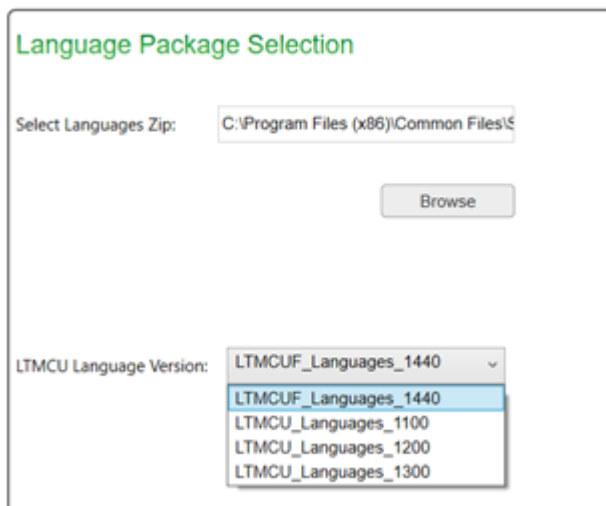 Language Package Selection
Select Languages Zip: C:\Program Files (x86)\Common Files\S
Browse
LTMCU Language Version: LTMCUF_Languages_1440
LTMCUF_Languages_1440
LTMCU_Languages_1100
LTMCU_Languages_1200
LTMCU_Languages_1300